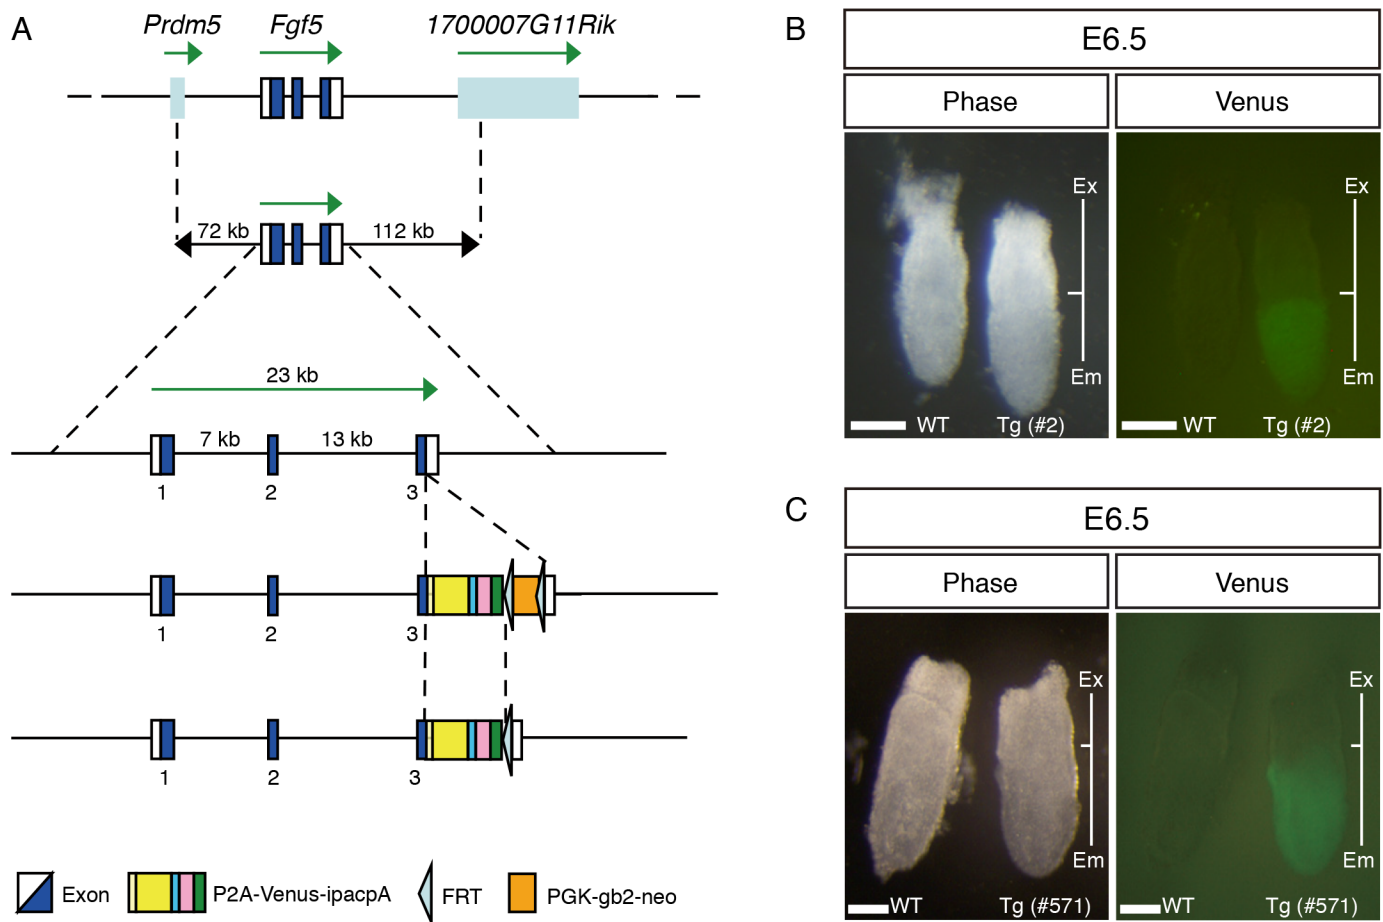 A
Prdm5 Fgf5 1700007G11Rik
72 kb 112 kb
23 kb
7 kb 13 kb
1 2 3
1 2 3
1 2 3
Exon P2A-Venus-ipacpA FRT PGK-gb2-neo
B
E6.5
Phase Venus
Ex Ex
Em Em
WT Tg (#2) WT Tg (#2)
C
E6.5
Phase Venus
Ex Ex
Em Em
WT Tg (#571) WT Tg (#571)